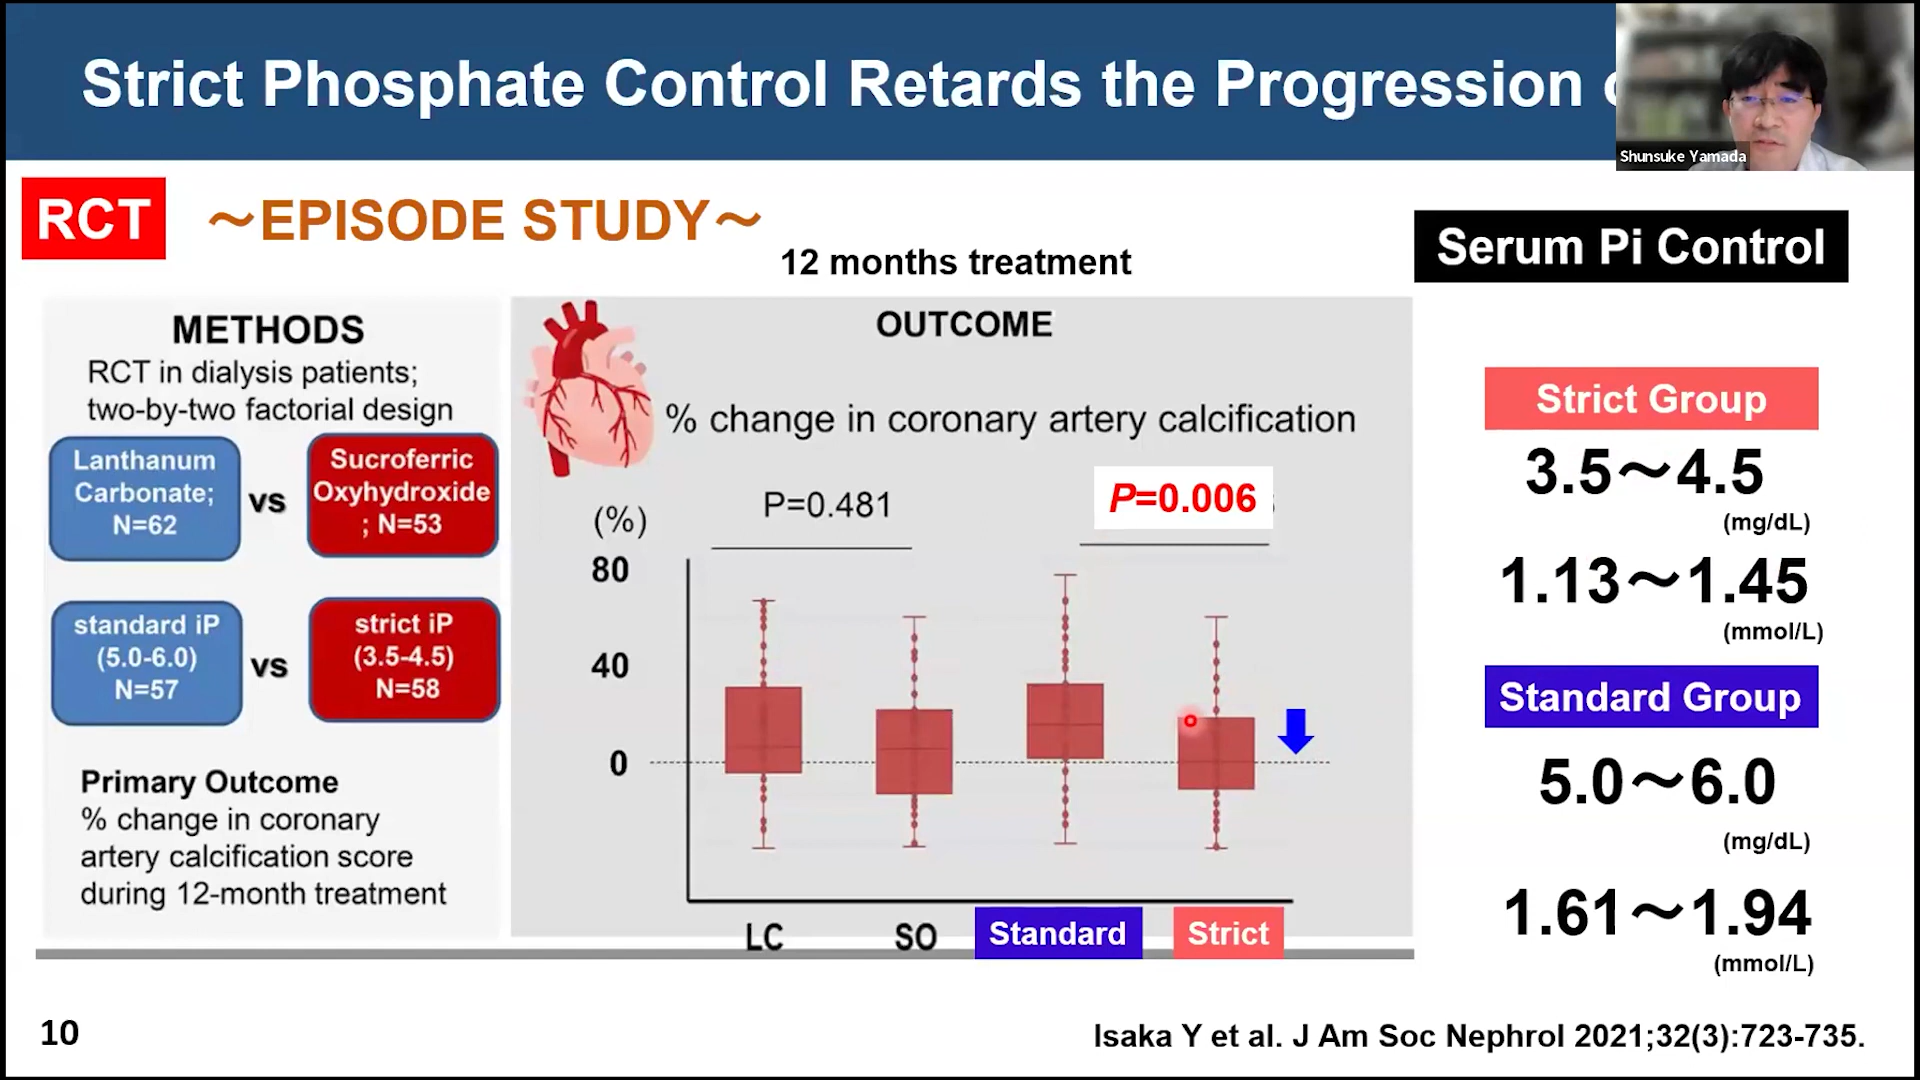 Strict Phosphate Control Retards the Progression
Shunsuke Yamada
RCT
～EPISODE STUDY～
12 months treatment
Serum Pi Control
METHODS
RCT in dialysis patients;
two-by-two factorial design
Lanthanum
Carbonate;
N=62
vs
Sucroferric
Oxyhydroxide
; N=53
standard iP
(5.0-6.0)
N=57
vs
strict iP
(3.5-4.5)
N=58
Primary Outcome
% change in coronary
artery calcification score
during 12-month treatment
OUTCOME
% change in coronary artery calcification
P=0.481
P=0.006
(%)
80
40
0
LC
SO
Standard
Strict
Strict Group
3.5～4.5
(mg/dL)
1.13～1.45
(mmol/L)
Standard Group
5.0～6.0
(mg/dL)
1.61～1.94
(mmol/L)
10
Isaka Y et al. J Am Soc Nephrol 2021;32(3):723-735.